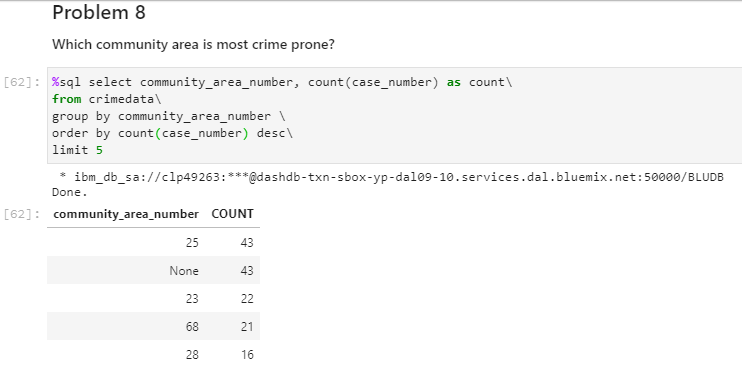 Problem 8
Which community area is most crime prone?
[62]: %sql select community_area_number, count(case_number) as count\
from crimedata\
group by community_area_number \
order by count(case_number) desc\
limit 5
* ibm_db_sa://clp49263:***@dashdb-txn-sbox-yp-dal09-10.services.dal.bluemix.net:50000/BLUDB
Done.
[62]: community_area_number COUNT
25 43
None 43
23 22
68 21
28 16